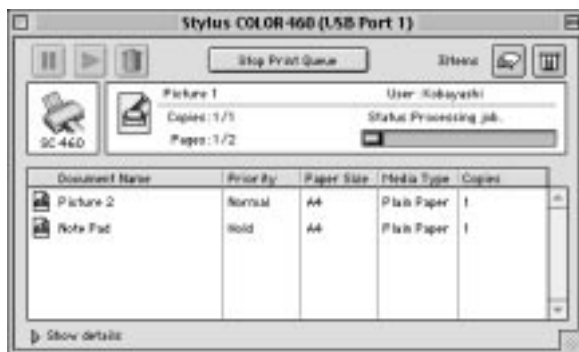 Stylus COLOR 460 (USB Port 1)
Stop Print Queue
3Items
SC 460
Picture 1
User :Kobayashi
Copies:1/1
Status:Processing job.
Pages:1/2
Document Name Priority Paper Size Media Type Copies
Picture 2 Normal A4 Plain Paper 1
Note Pad Hold A4 Plain Paper 1
Show details